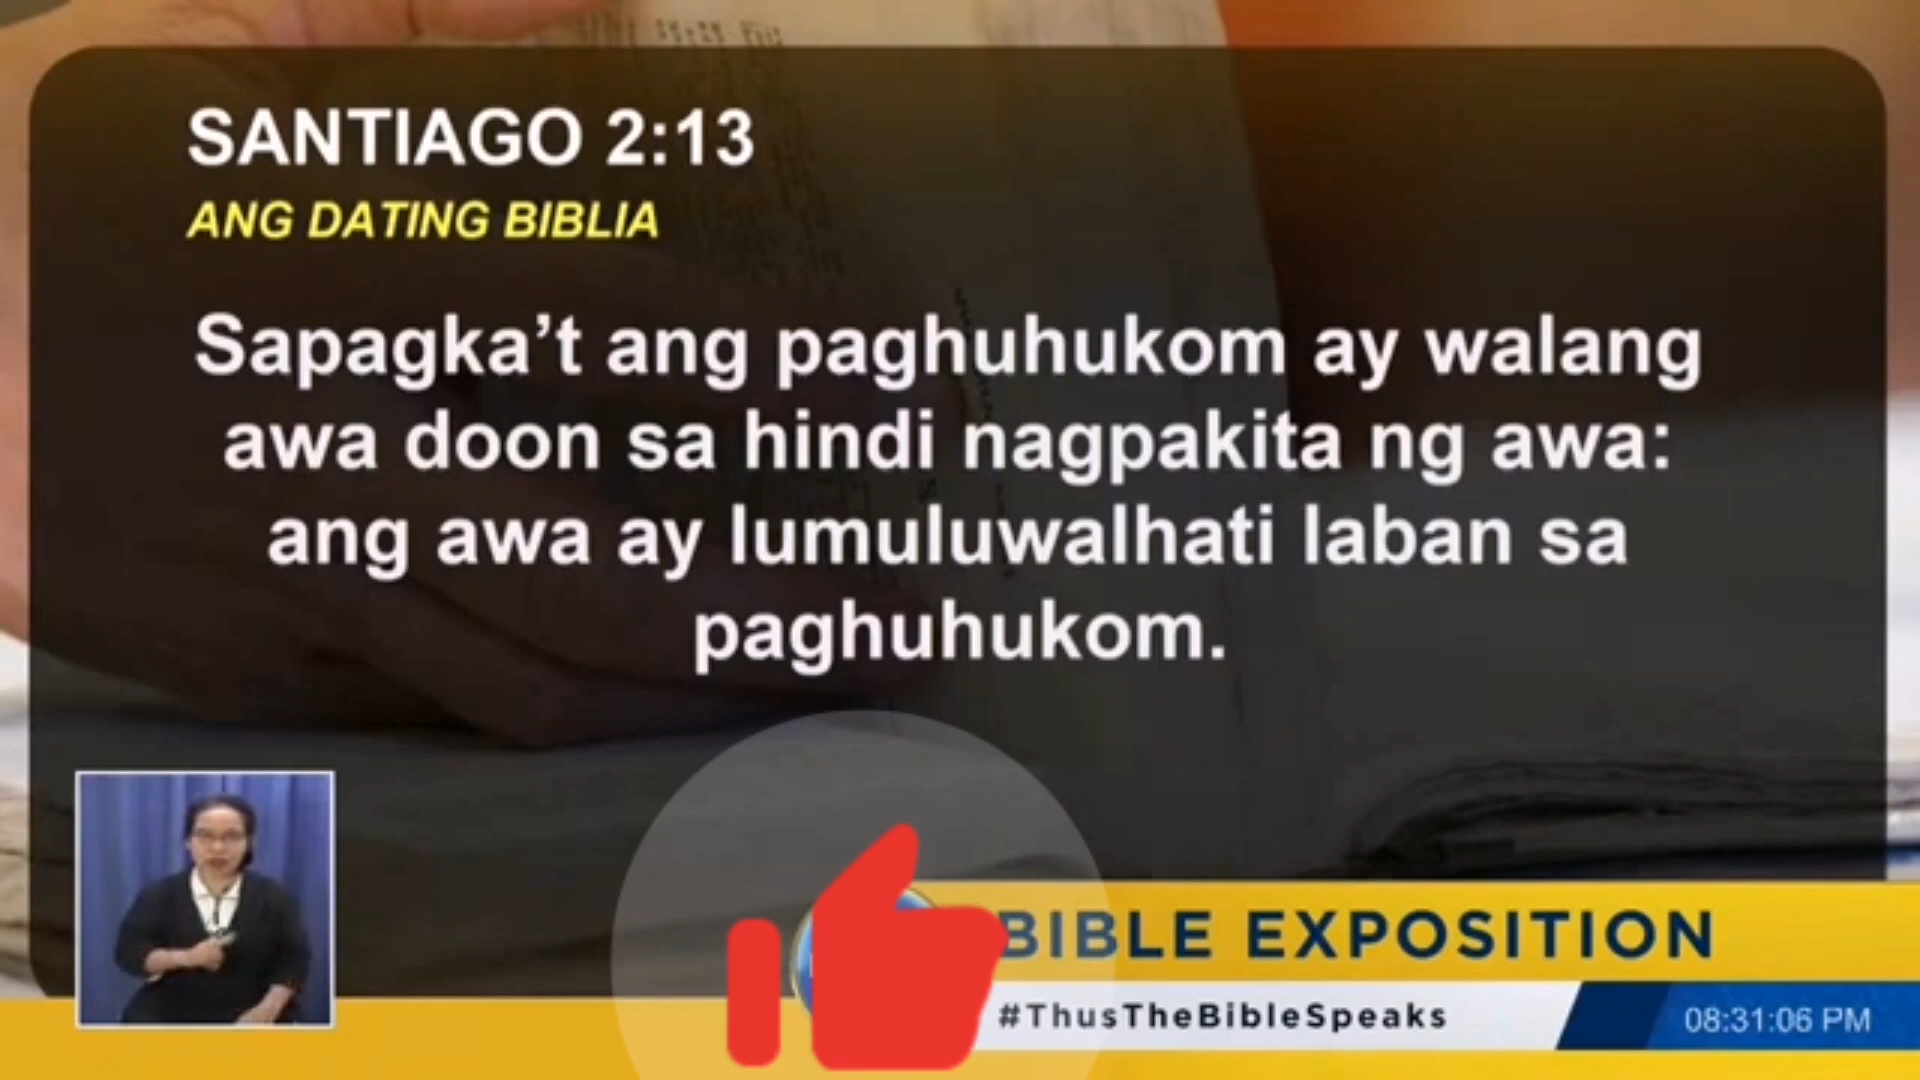 SANTIAGO 2:13
ANG DATING BIBLIA
Sapagka’t ang paghuhukom ay walang
awa doon sa hindi nagpakita ng awa:
ang awa ay lumuluwalhati laban sa
paghuhukom.
BIBLE EXPOSITION
#ThusTheBibleSpeaks
08:31:06 PM